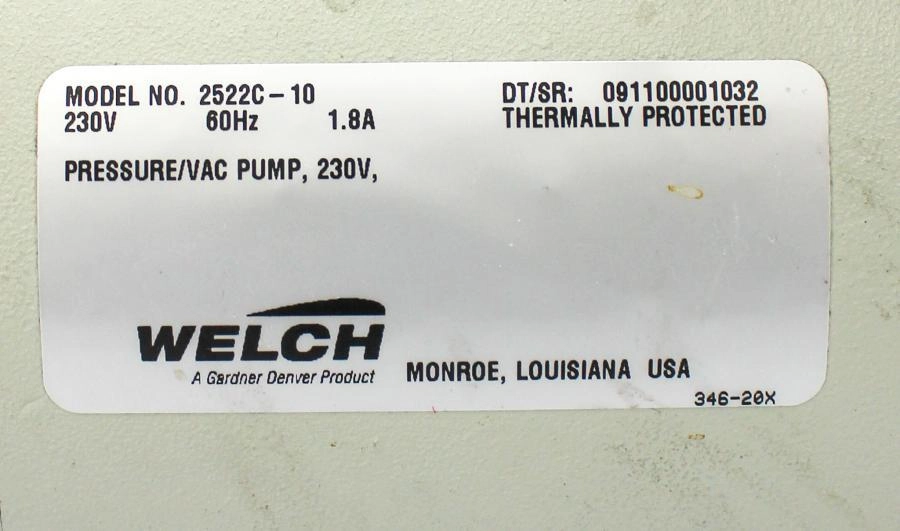 MODEL NO. 2522C-10 DT/SR: 091100001032
230V 60Hz 1.8A THERMALLY PROTECTED
PRESSURE/VAC PUMP, 230V,
WELCH
A Gardner Denver Product
MONROE, LOUISIANA USA
346-20X